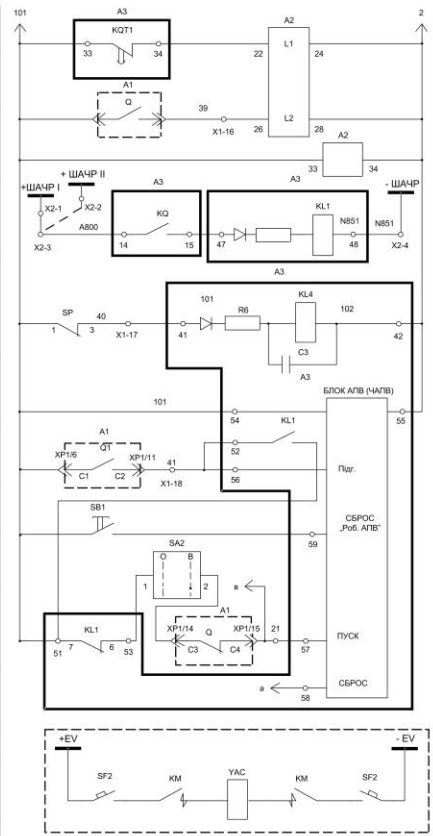 101 A3 A2 2
KQT1
33 34 22 L1 24
A1
Q 39
X1-16 26 L2 28
A2
33 34
+ ШАЧР II
+ШАЧР I - ШАЧР
A3 A3
X2-1 X2-2 KQ KL1
A800 N851 N851
X2-3 14 15 47 48 X2-4
A3
101 R6 KL4 102
SP 40
1 3 X1-17 41 42
C3
A3
БЛОК АПВ (ЧАПВ)
101 54 55
A1 KL1
XP1/6 Q1 XP1/11 52
41 Підг.
C1 C2 X1-18 56
SB1 СБРОС
„Роб. АПВ"
59
SA2
O B
1 2 в
A1
KL1 XP1/14 Q XP1/15 21 ПУСК
51 7 6 53 C3 C4 57
а СБРОС
58
+EV - EV
SF2 KM YAC KM SF2